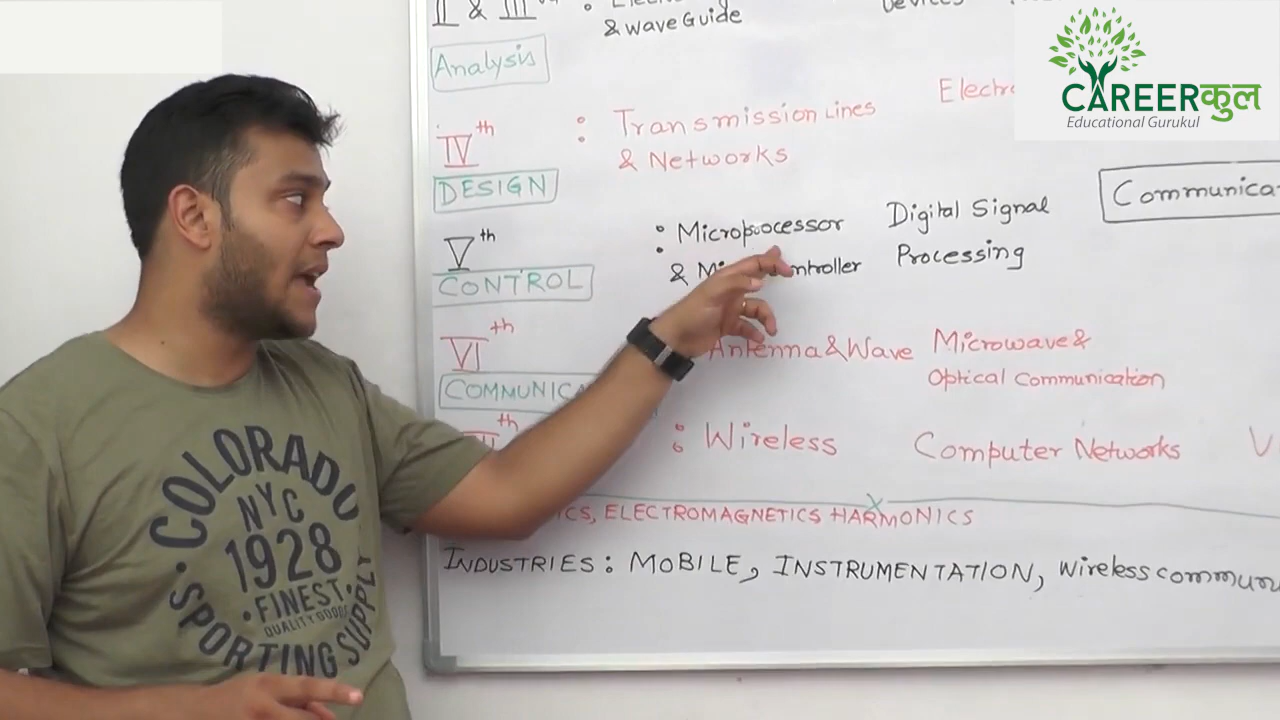 II & III
& Wave Guide
Analysis
IV th : Transmission Lines
& Networks
DESIGN
V th : Microprocessor Digital Signal
& Processing
CONTROL
Communica
VI th Antenna & Wave Microwave &
Optical Communication
COMMUNICA
th : Wireless Computer Networks V
ICS, ELECTROMAGNETICS HARMONICS
INDUSTRIES : MOBILE, INSTRUMENTATION, Wireless commun
CAREERकुल
Educational Gurukul
COLORADO
NYC
1928
• FINEST •
QUALITY GOODS
• SPORTING SUPPLY